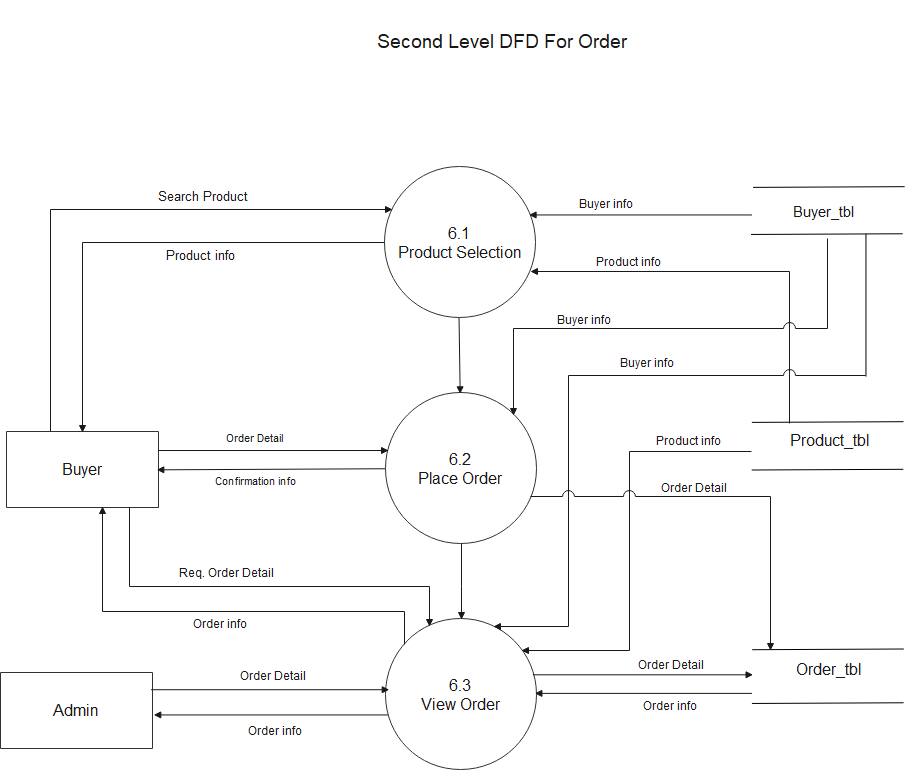 Second Level DFD For Order
Search Product
Buyer info
Buyer_tbl
6.1
Product Selection
Product info
Product info
Buyer info
Buyer info
Order Detail
Product info
Product_tbl
Buyer
6.2
Place Order
Confirmation info
Order Detail
Req. Order Detail
Order info
Order Detail
Order Detail
Order_tbl
6.3
View Order
Admin
Order info
Order info